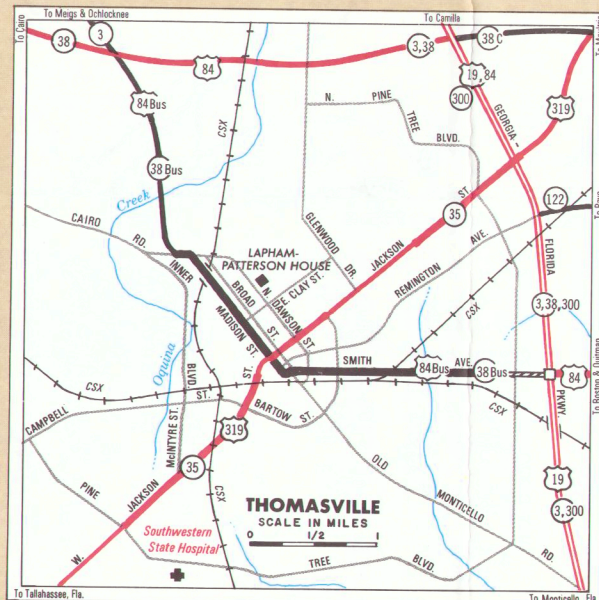 To Meigs & Ochlocknee
To Camilla
To Cairo
38
3
84
3,38
38 C
19, 84
300
319
84 Bus
38 Bus
CSX
N. PINE TREE BLVD.
GEORGIA - FLORIDA PKWY.
Creek
CAIRO RD.
INNER BLVD.
LAPHAM-
PATTERSON HOUSE
GLENWOOD DR.
35
JACKSON ST.
REMINGTON AVE.
122
E. CLAY ST.
N. DAWSON ST.
BROAD ST.
MADISON ST.
CSX
3,38,300
SMITH AVE.
84 Bus
38 Bus
84
To Boston & Quitman
CSX
CSX
Oquina
CAMPBELL ST.
BARTOW ST.
McINTYRE ST.
319
35
W. JACKSON ST.
CSX
OLD MONTICELLO RD.
19
3,300
PINE TREE BLVD.
THOMASVILLE
SCALE IN MILES
0 1/2 1
Southwestern
State Hospital
To Tallahassee, Fla.
To Monticello, Fla.